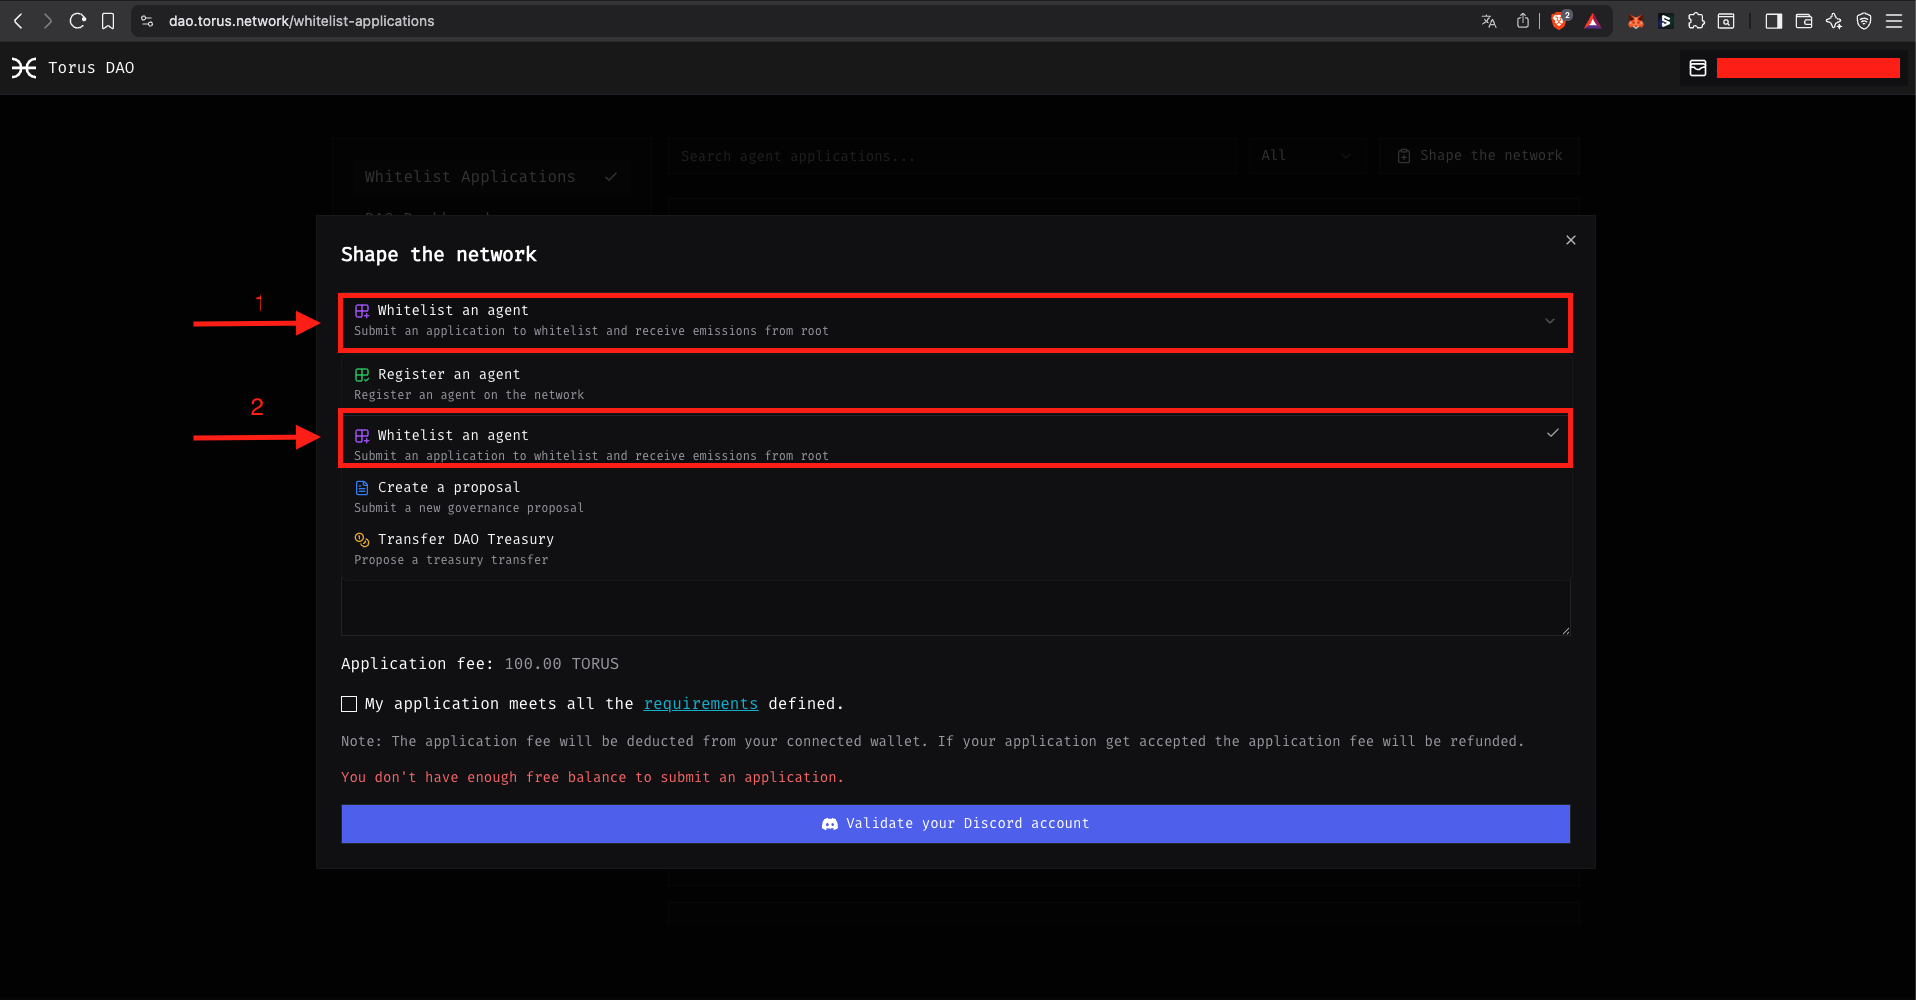 dao.torus.network/whitelist-applications
2
Torus DAO
Search agent applications...
All
Shape the network
Whitelist Applications
DAO Dashboard
Shape the network
1
Whitelist an agent
Submit an application to whitelist and receive emissions from root
Register an agent
Register an agent on the network
2
Whitelist an agent
Submit an application to whitelist and receive emissions from root
Create a proposal
Submit a new governance proposal
Transfer DAO Treasury
Propose a treasury transfer
Application fee: 100.00 TORUS
My application meets all the requirements defined.
Note: The application fee will be deducted from your connected wallet. If your application get accepted the application fee will be refunded.
You don't have enough free balance to submit an application.
Validate your Discord account